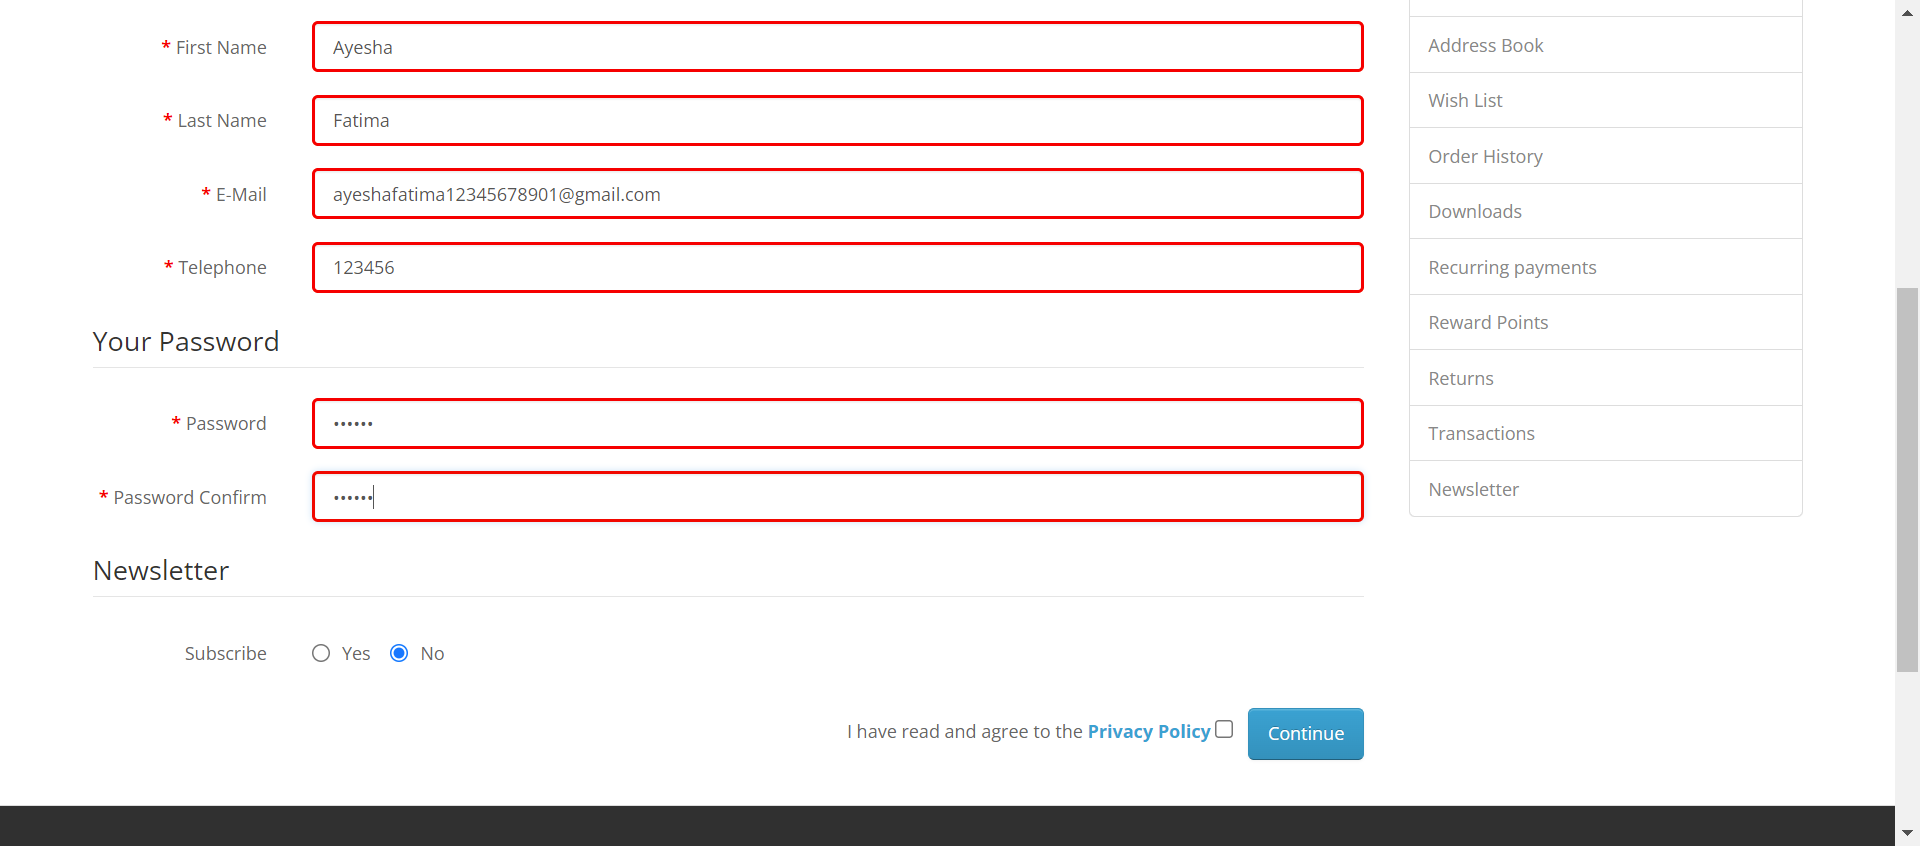 * First Name Ayesha
* Last Name Fatima
* E-Mail ayeshafatima12345678901@gmail.com
* Telephone 123456
Your Password
* Password ••••••
* Password Confirm ••••••
Newsletter
Subscribe Yes No
I have read and agree to the Privacy Policy Continue
Address Book
Wish List
Order History
Downloads
Recurring payments
Reward Points
Returns
Transactions
Newsletter